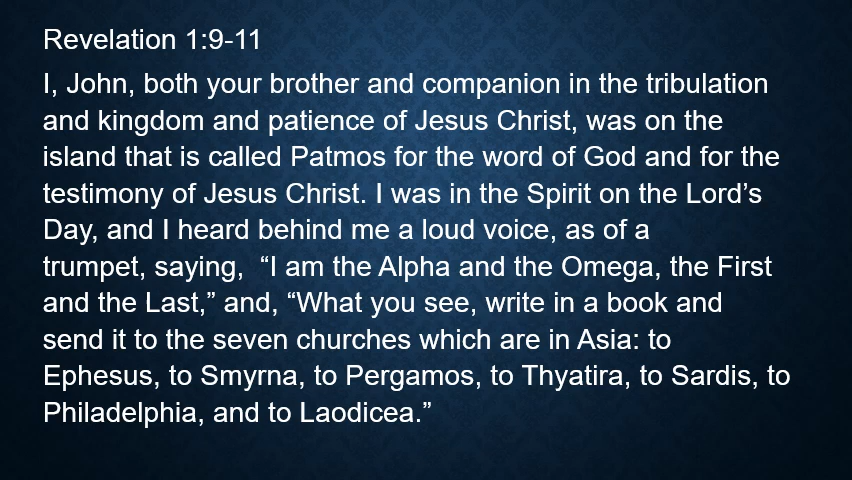 Revelation 1:9-11
I, John, both your brother and companion in the tribulation
and kingdom and patience of Jesus Christ, was on the
island that is called Patmos for the word of God and for the
testimony of Jesus Christ. I was in the Spirit on the Lord’s
Day, and I heard behind me a loud voice, as of a
trumpet, saying,  “I am the Alpha and the Omega, the First
and the Last,” and, “What you see, write in a book and
send it to the seven churches which are in Asia: to
Ephesus, to Smyrna, to Pergamos, to Thyatira, to Sardis, to
Philadelphia, and to Laodicea.”